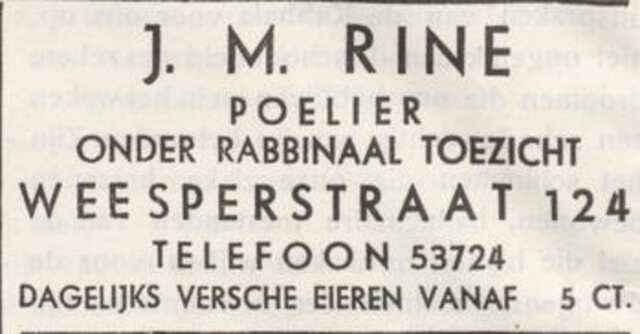 J. M. RINE
POELIER
ONDER RABBINAAL TOEZICHT
WEESPERSTRAAT 124
TELEFOON 53724
DAGELIJKS VERSCHE EIEREN VANAF 5 CT.